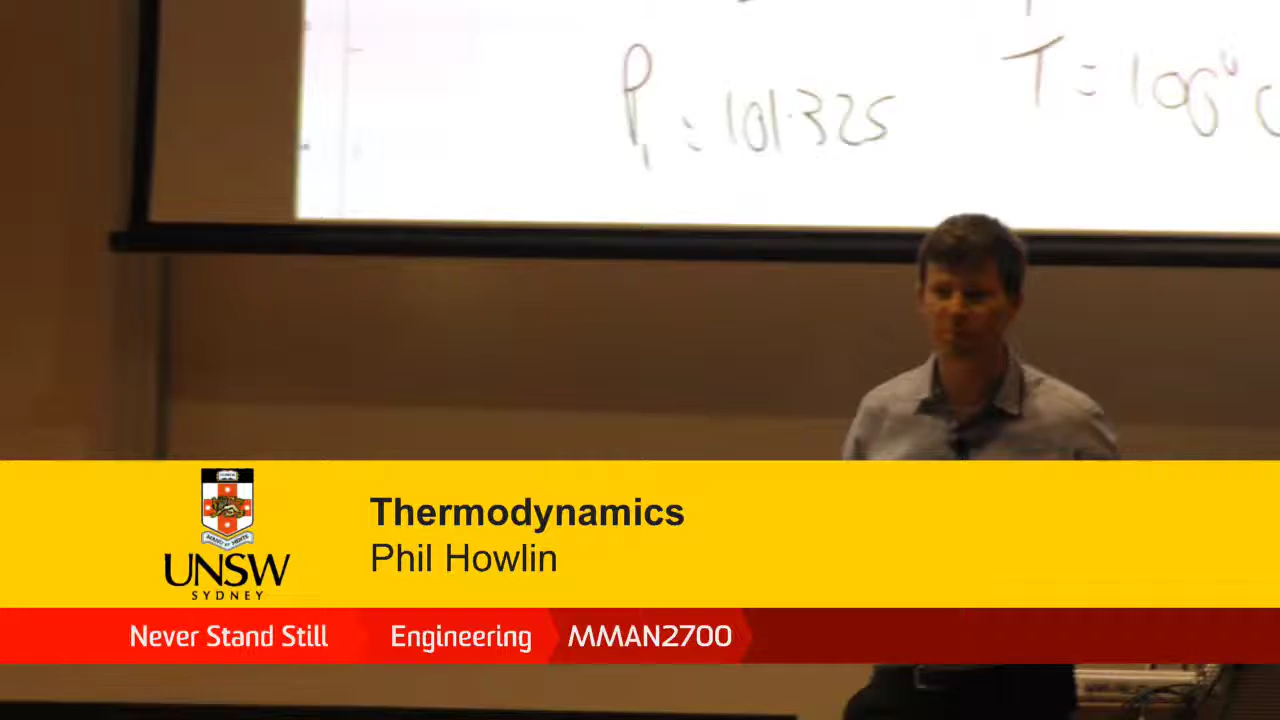 P₁ = 101.325
T = 100°C
Thermodynamics
Phil Howlin
UNSW
SYDNEY
Never Stand Still
Engineering
MMAN2700